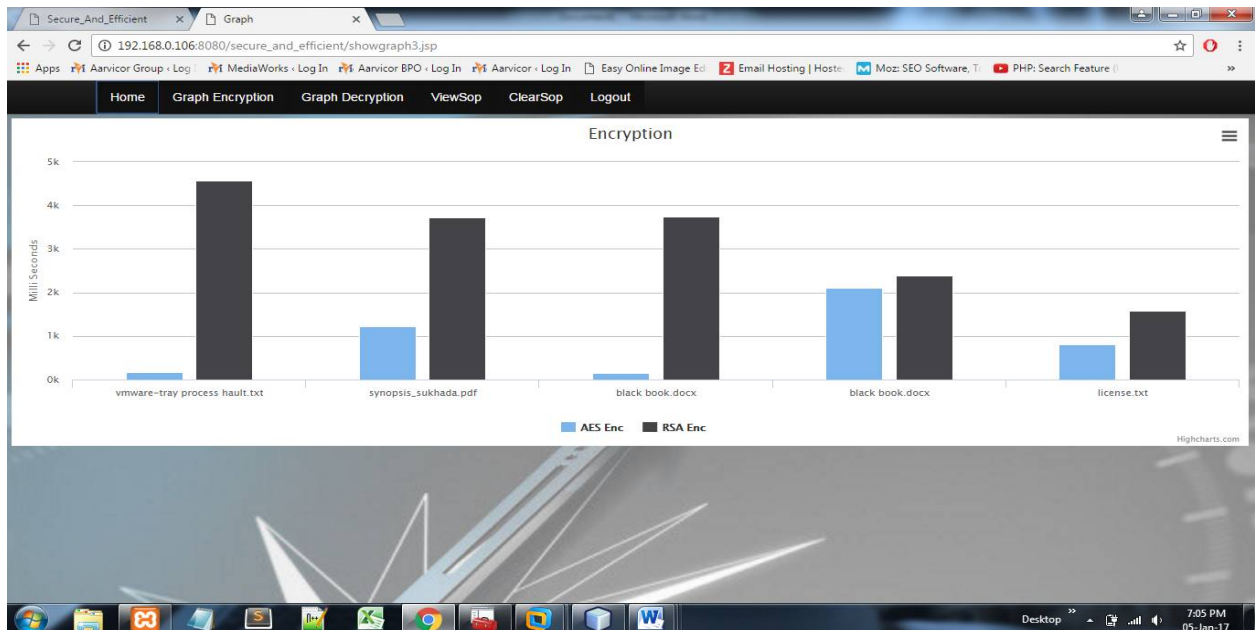 Secure_And_Efficient
Graph
192.168.0.106:8080/secure_and_efficient/showgraph3.jsp
Apps Aarvicor Group ‹ Log MediaWorks ‹ Log In Aarvicor BPO ‹ Log In Aarvicor ‹ Log In Easy Online Image Ed Email Hosting | Hoste Moz: SEO Software, T PHP: Search Feature »
Home Graph Encryption Graph Decryption ViewSop ClearSop Logout
Encryption
5k
4k
3k
2k
1k
0k
Milli Seconds
vmware-tray process hault.txt synopsis_sukhada.pdf black book.docx black book.docx license.txt
AES Enc RSA Enc
Highcharts.com
Desktop » 7:05 PM
05-Jan-17